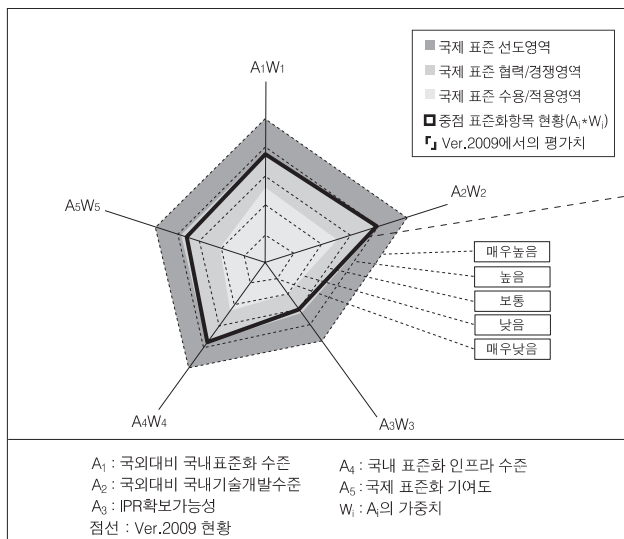 국제 표준 선도영역
국제 표준 협력/경쟁영역
국제 표준 수용/적용영역
중점 표준화항목 현황(Ai*Wi)
Ver.2009에서의 평가치
A1W1
A2W2
A5W5
매우높음
높음
보통
낮음
매우낮음
A4W4
A3W3
A1 : 국외대비 국내표준화 수준
A2 : 국외대비 국내기술개발수준
A3 : IPR확보가능성
점선 : Ver.2009 현황
A4 : 국내 표준화 인프라 수준
A5 : 국제 표준화 기여도
Wi : Ai의 가중치